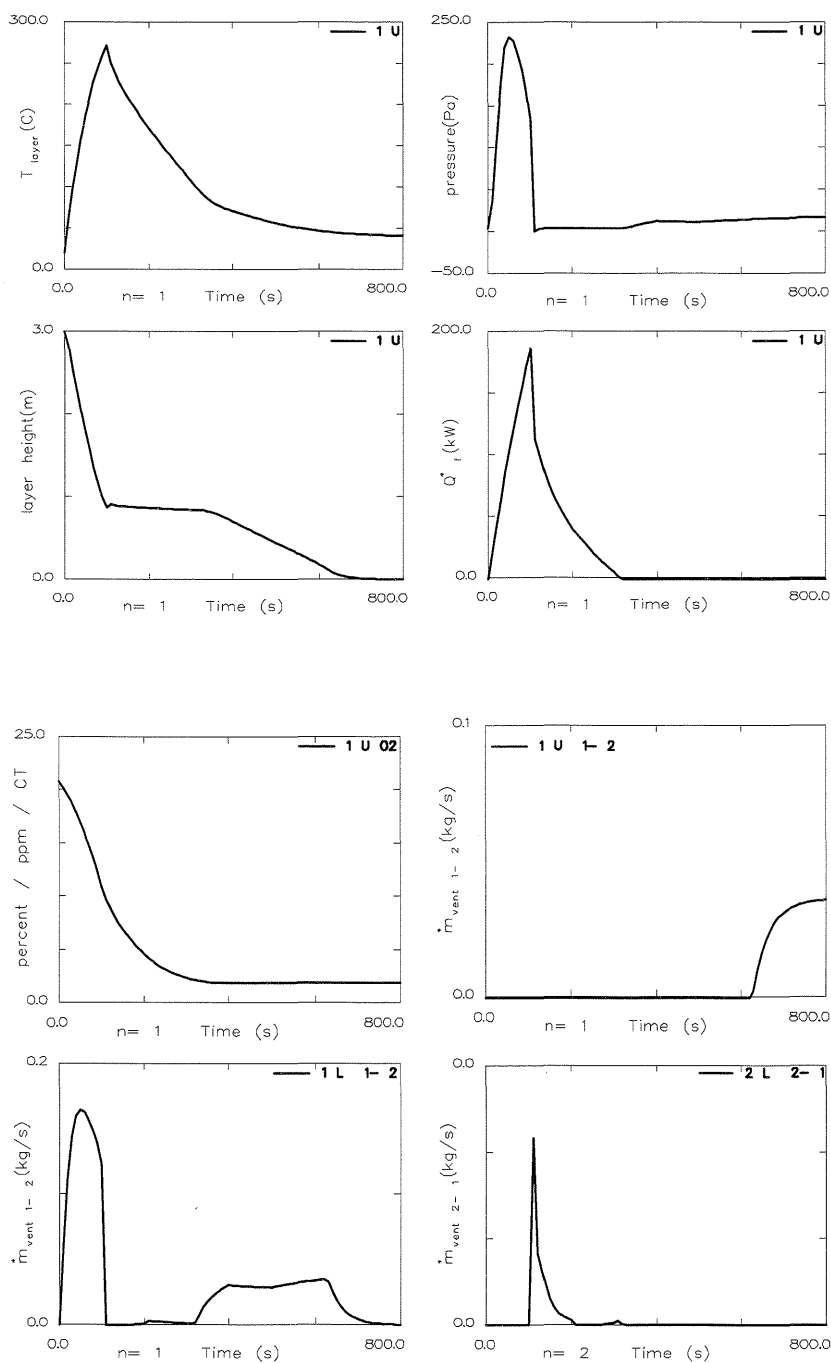 300.0
1 U
T layer (C)
0.0
0.0
n= 1 Time (s)
800.0
250.0
1 U
pressure(Pa)
-50.0
0.0
n= 1 Time (s)
800.0
3.0
1 U
layer height(m)
0.0
0.0
n= 1 Time (s)
800.0
200.0
1 U
Q* f (kW)
0.0
0.0
n= 1 Time (s)
800.0
25.0
1 U O2
percent / ppm / CT
0.0
0.0
n= 1 Time (s)
800.0
0.1
1 U 1- 2
m vent 1- 2 (kg/s)
0.0
0.0
n= 1 Time (s)
800.0
0.2
1 L 1- 2
m vent 1- 2 (kg/s)
0.0
0.0
n= 1 Time (s)
800.0
0.0
2 L 2- 1
m vent 2- 1 (kg/s)
0.0
0.0
n= 2 Time (s)
800.0